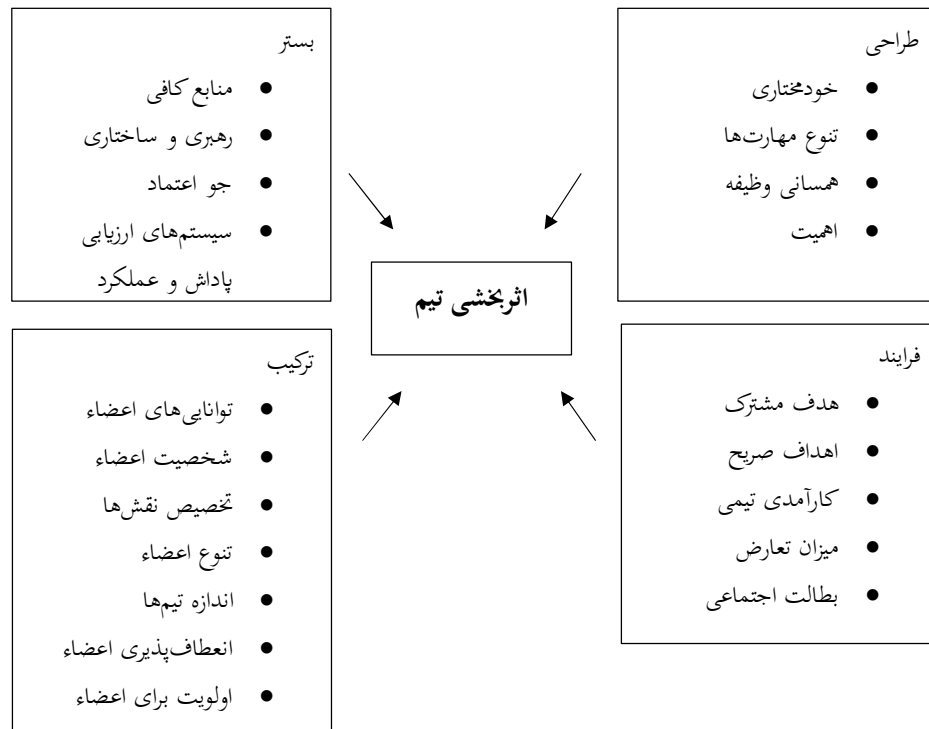 طراحی
خودمختاری
تنوع مهارت‌ها
همسانی وظیفه
اهمیت
بستر
منابع کافی
رهبری و ساختاری
جو اعتماد
سیستم‌های ارزیابی
پاداش و عملکرد
اثربخشی تیم
فرایند
هدف مشترک
اهداف صریح
کارآمدی تیمی
میزان تعارض
بطالت اجتماعی
ترکیب
توانایی‌های اعضاء
شخصیت اعضاء
تخصیص نقش‌ها
تنوع اعضاء
اندازه تیم‌ها
انعطاف‌پذیری اعضاء
اولویت برای اعضاء